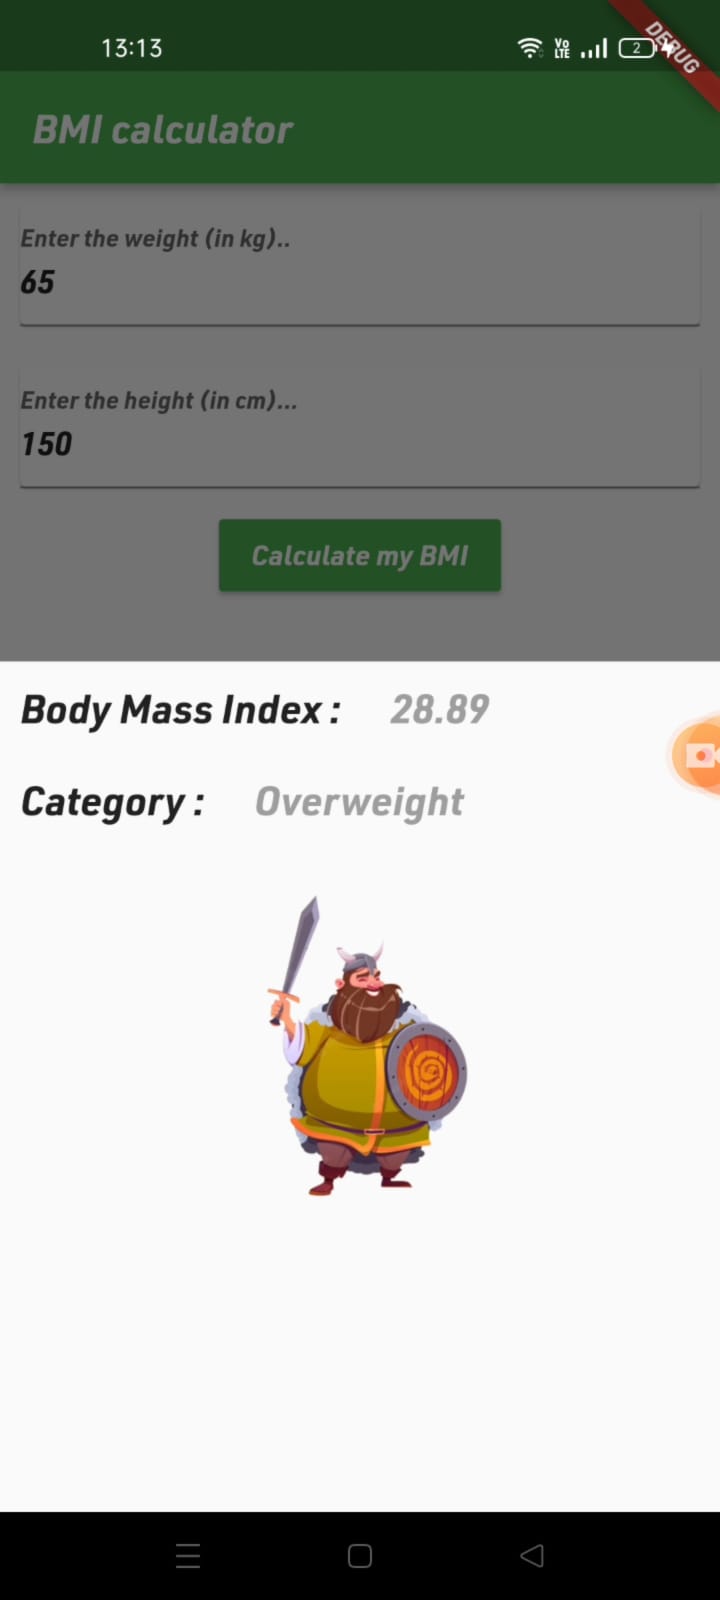 13:13
Vo LTE
2
DEBUG
BMI calculator
Enter the weight (in kg)..
65
Enter the height (in cm)...
150
Calculate my BMI
Body Mass Index : 28.89
Category : Overweight